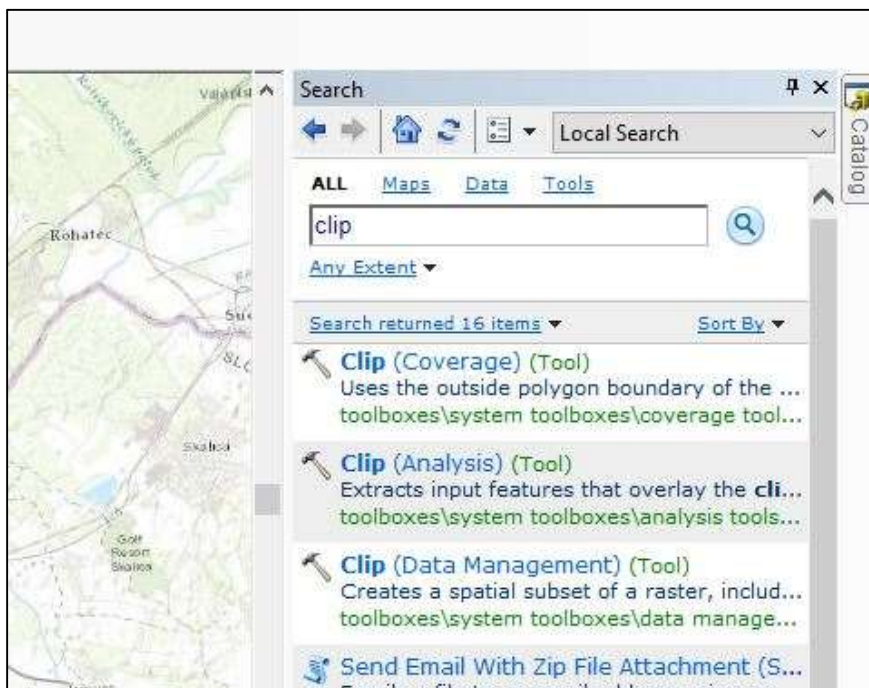 Search
Catalog
Local Search
ALL Maps Data Tools
clip
Any Extent
Search returned 16 items Sort By
Clip (Coverage) (Tool)
Uses the outside polygon boundary of the ...
toolboxes\system toolboxes\coverage tool...
Clip (Analysis) (Tool)
Extracts input features that overlay the cli...
toolboxes\system toolboxes\analysis tools...
Clip (Data Management) (Tool)
Creates a spatial subset of a raster, includ...
toolboxes\system toolboxes\data manage...
Send Email With Zip File Attachment (S...
Rohatec
Skalica
Golf
Resort
Skalica